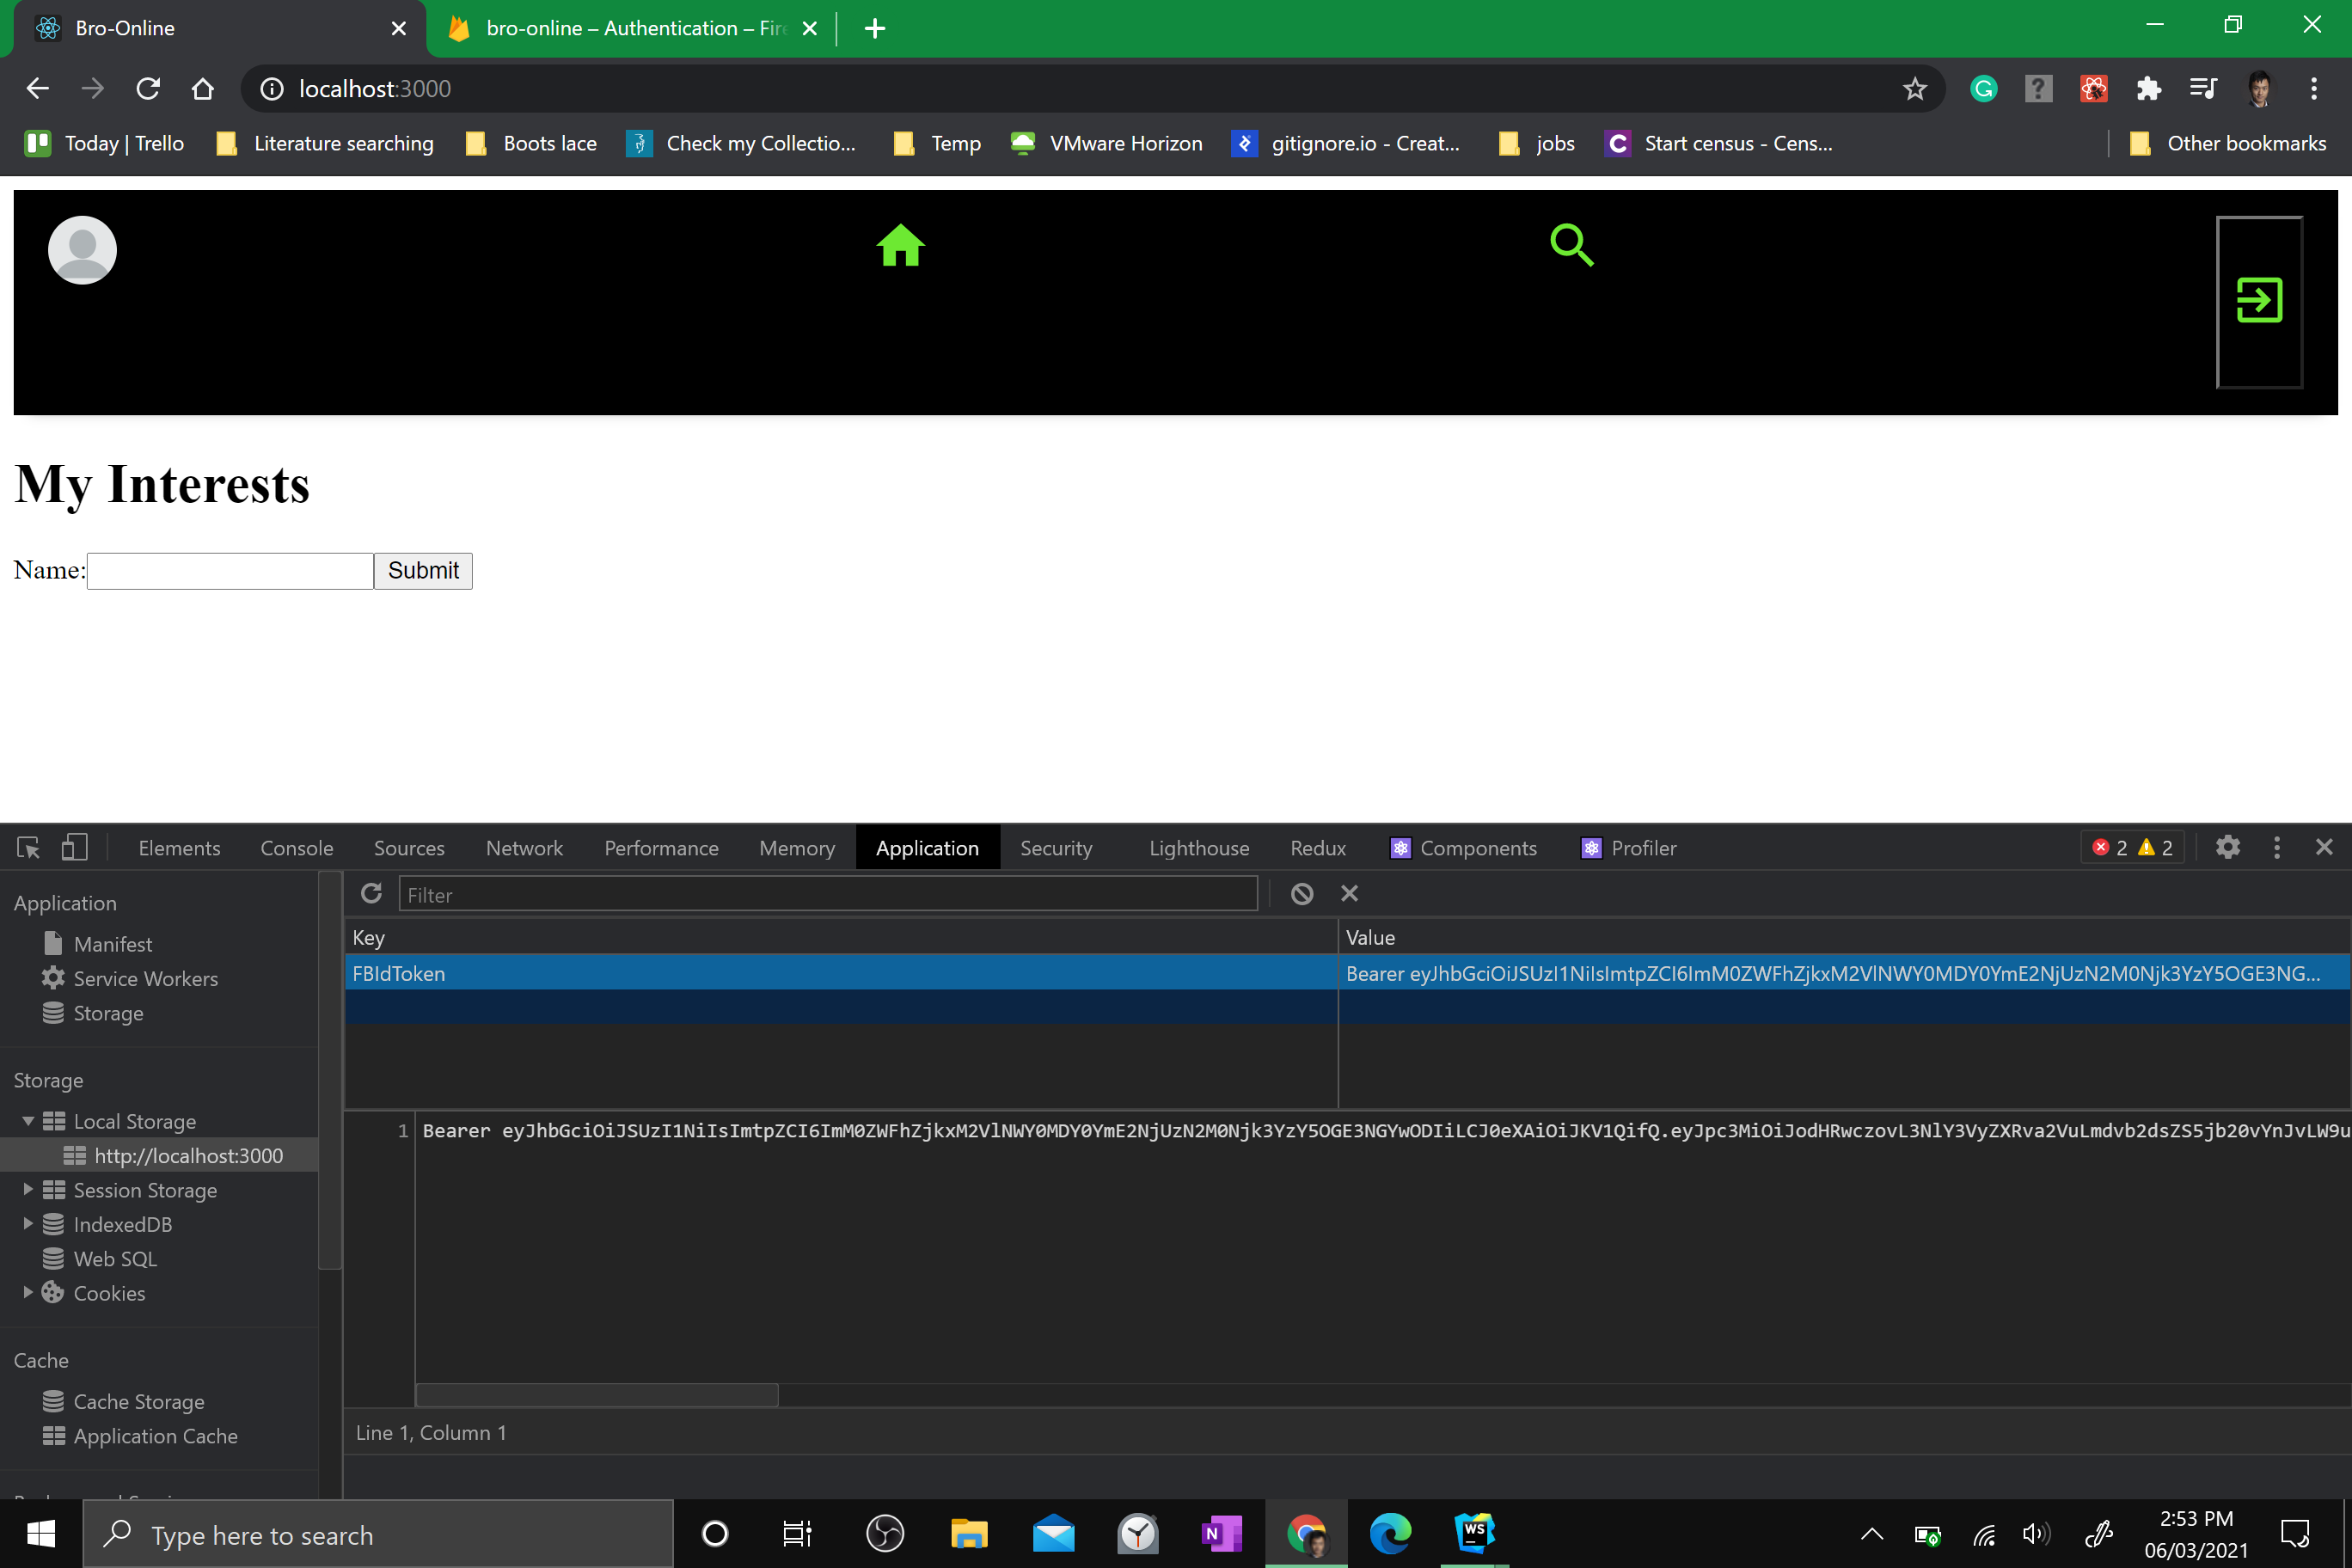 Bro-Online
bro-online – Authentication – Fire
localhost:3000
Today | Trello
Literature searching
Boots lace
Check my Collectio...
Temp
VMware Horizon
gitignore.io - Creat...
jobs
Start census - Cens...
Other bookmarks
My Interests
Name:
Submit
Elements
Console
Sources
Network
Performance
Memory
Application
Security
Lighthouse
Redux
Components
Profiler
2
2
Application
Manifest
Service Workers
Storage
Storage
Local Storage
http://localhost:3000
Session Storage
IndexedDB
Web SQL
Cookies
Cache
Cache Storage
Application Cache
Filter
Key
Value
FBIdToken
Bearer eyJhbGciOiJSUzI1NiIsImtpZCI6ImM0ZWFhZjkxM2VlNWY0MDY0YmE2NjUzN2M0Njk3YzY5OGE3NG...
1
Bearer eyJhbGciOiJSUzI1NiIsImtpZCI6ImM0ZWFhZjkxM2VlNWY0MDY0YmE2NjUzN2M0Njk3YzY5OGE3NGYwODIiLCJ0eXAiOiJKV1QifQ.eyJpc3MiOiJodHRwczovL3NlY3VyZXRva2VuLmdvb2dsZS5jb20vYnJvLW9u
Line 1, Column 1
Type here to search
2:53 PM
06/03/2021